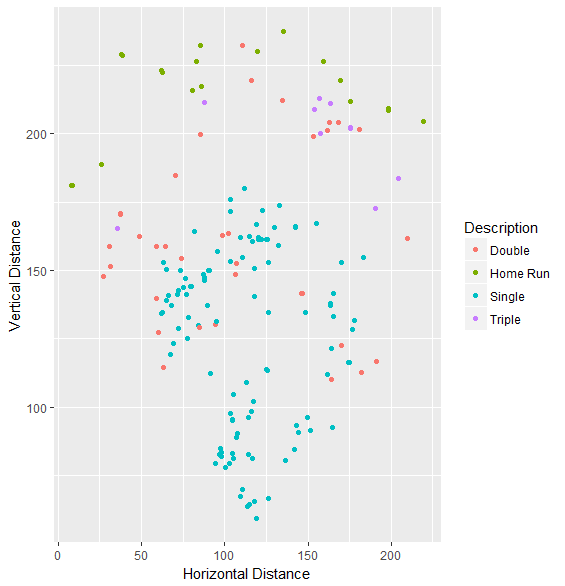 Vertical Distance
200
150
100
0
50
100
150
200
Horizontal Distance
Description
Double
Home Run
Single
Triple